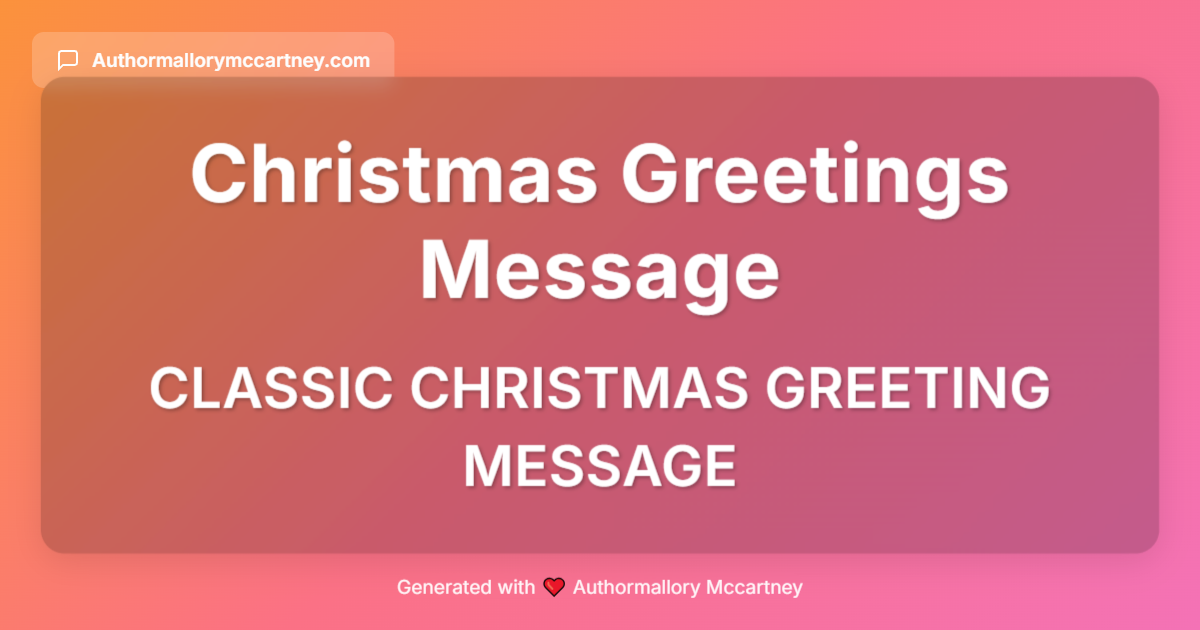 Authormallorymccartney.com
Christmas Greetings
Message
CLASSIC CHRISTMAS GREETING
MESSAGE
Generated with ❤️ Authormallory Mccartney